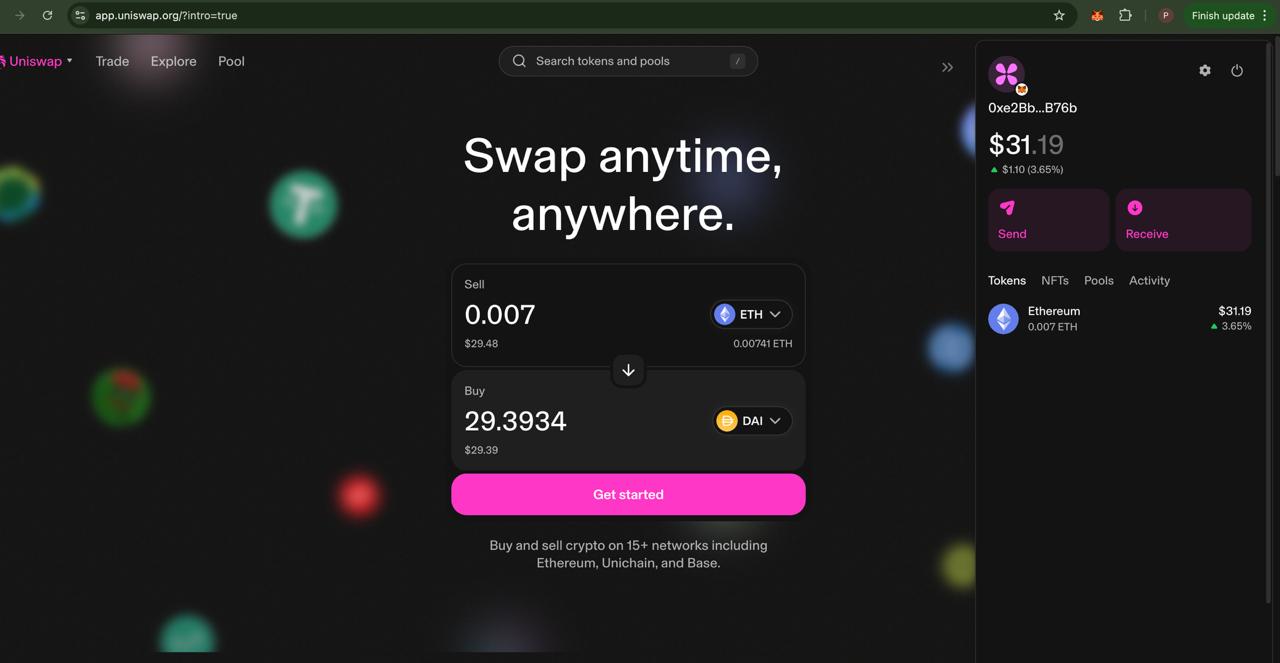 app.uniswap.org/?intro=true
P
Finish update
Uniswap
Trade
Explore
Pool
Search tokens and pools
/
Swap anytime,
anywhere.
Sell
0.007
ETH
$29.48
0.00741 ETH
Buy
29.3934
DAI
$29.39
Get started
Buy and sell crypto on 15+ networks including
Ethereum, Unichain, and Base.
0xe2Bb...B76b
$31.19
$1.10 (3.65%)
Send
Receive
Tokens
NFTs
Pools
Activity
Ethereum
$31.19
0.007 ETH
3.65%